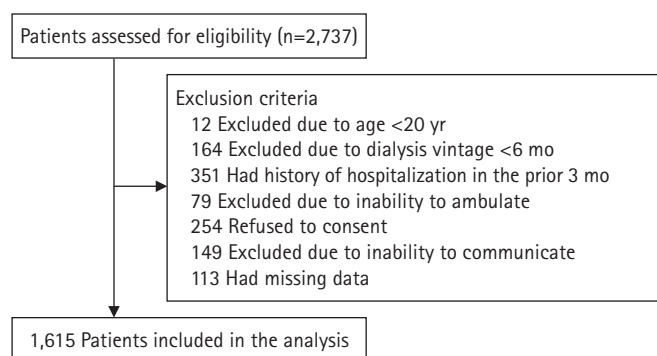 Patients assessed for eligibility (n=2,737)
Exclusion criteria
12 Excluded due to age <20 yr
164 Excluded due to dialysis vintage <6 mo
351 Had history of hospitalization in the prior 3 mo
79 Excluded due to inability to ambulate
254 Refused to consent
149 Excluded due to inability to communicate
113 Had missing data
1,615 Patients included in the analysis